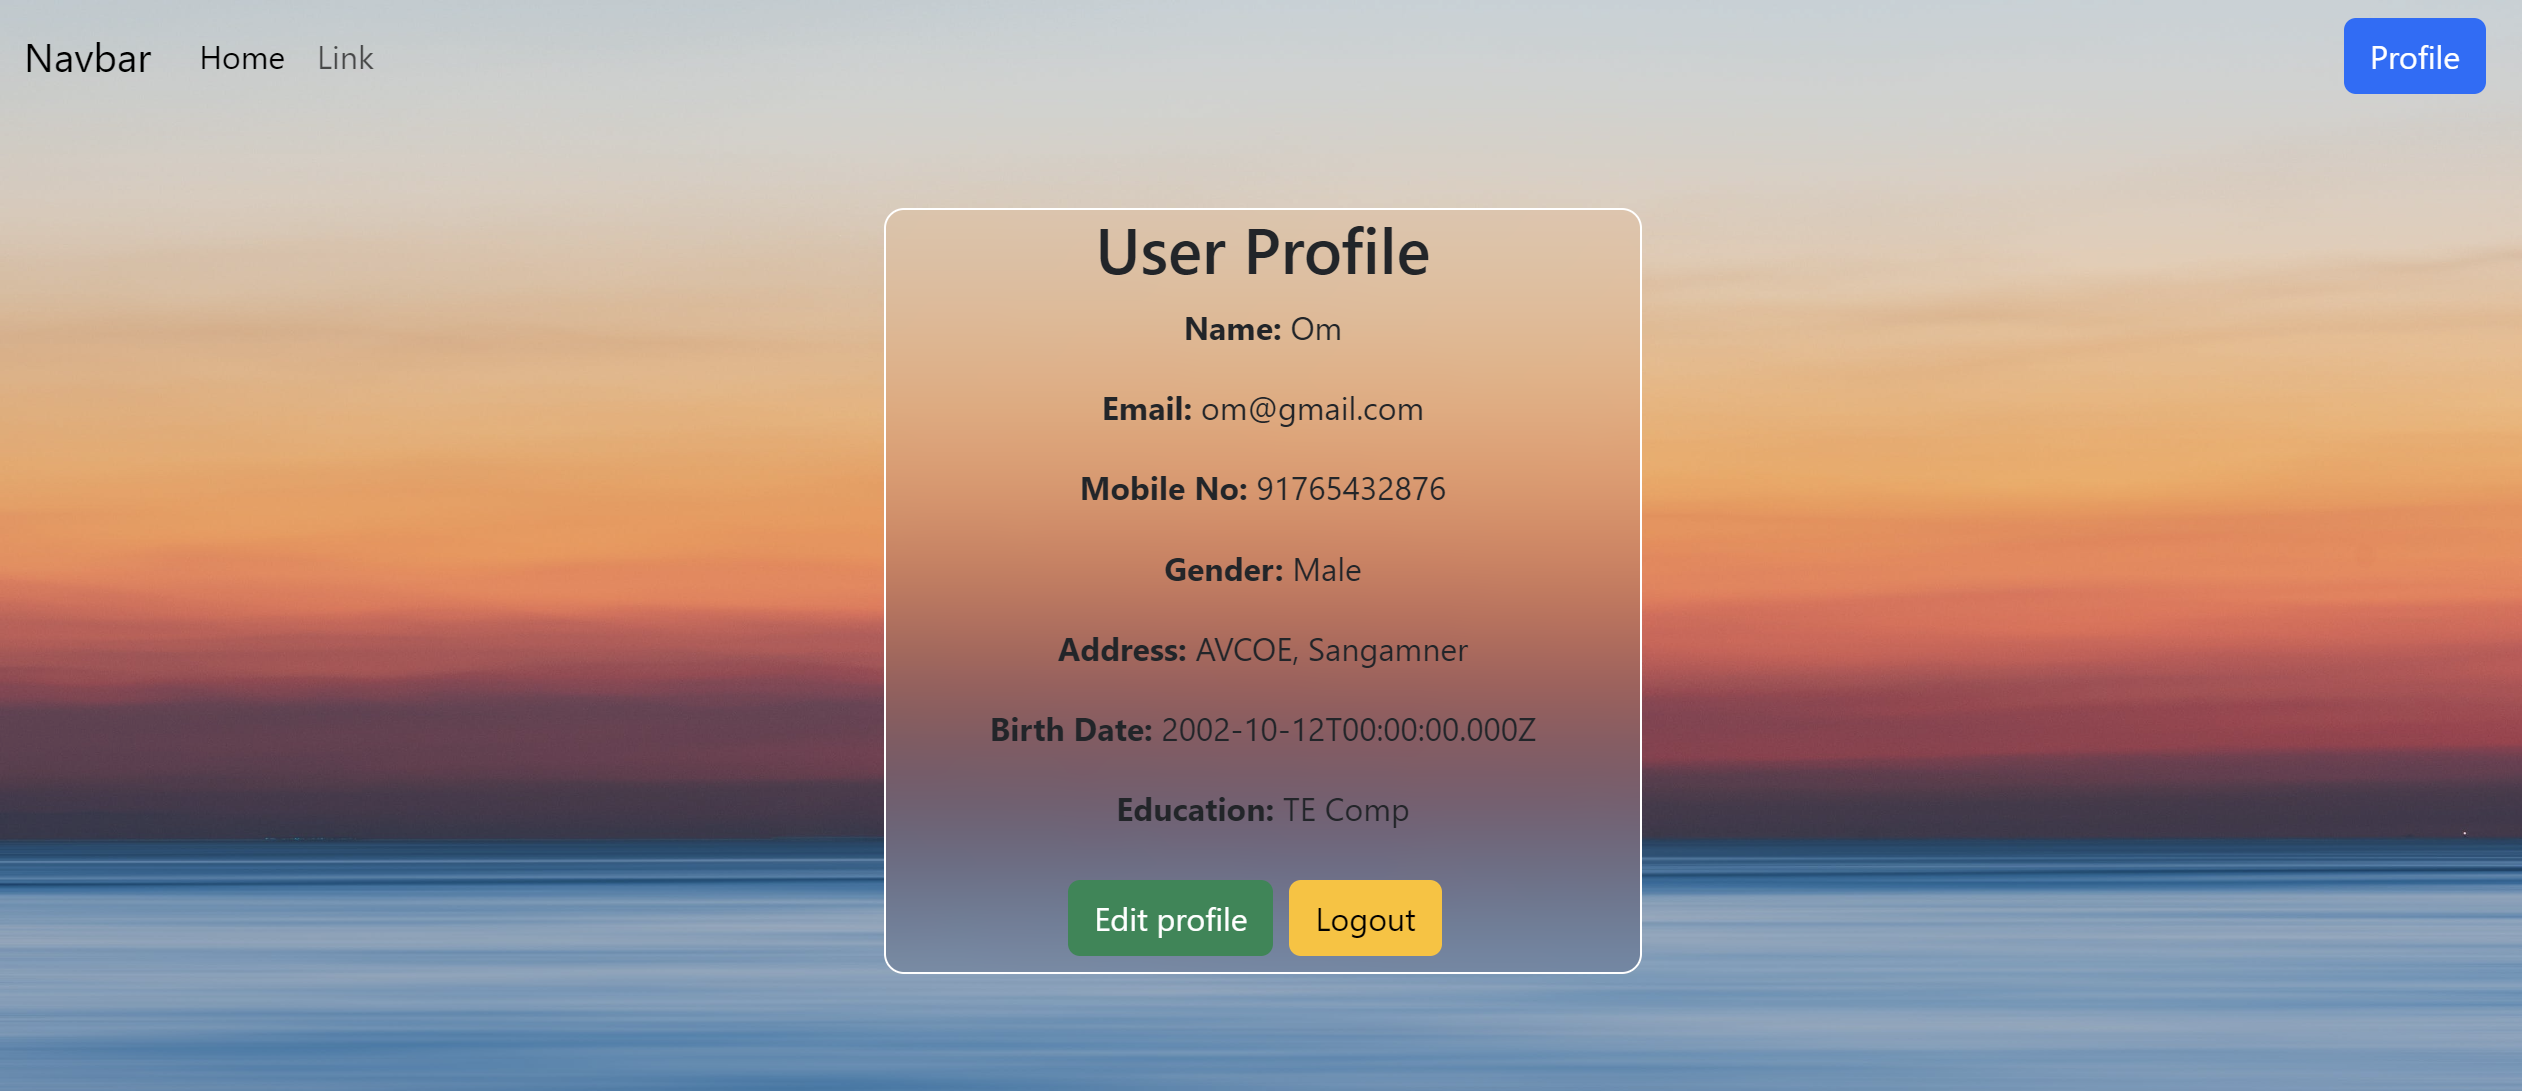 Navbar Home Link Profile
User Profile
Name: Om
Email: om@gmail.com
Mobile No: 91765432876
Gender: Male
Address: AVCOE, Sangamner
Birth Date: 2002-10-12T00:00:00.000Z
Education: TE Comp
Edit profile Logout